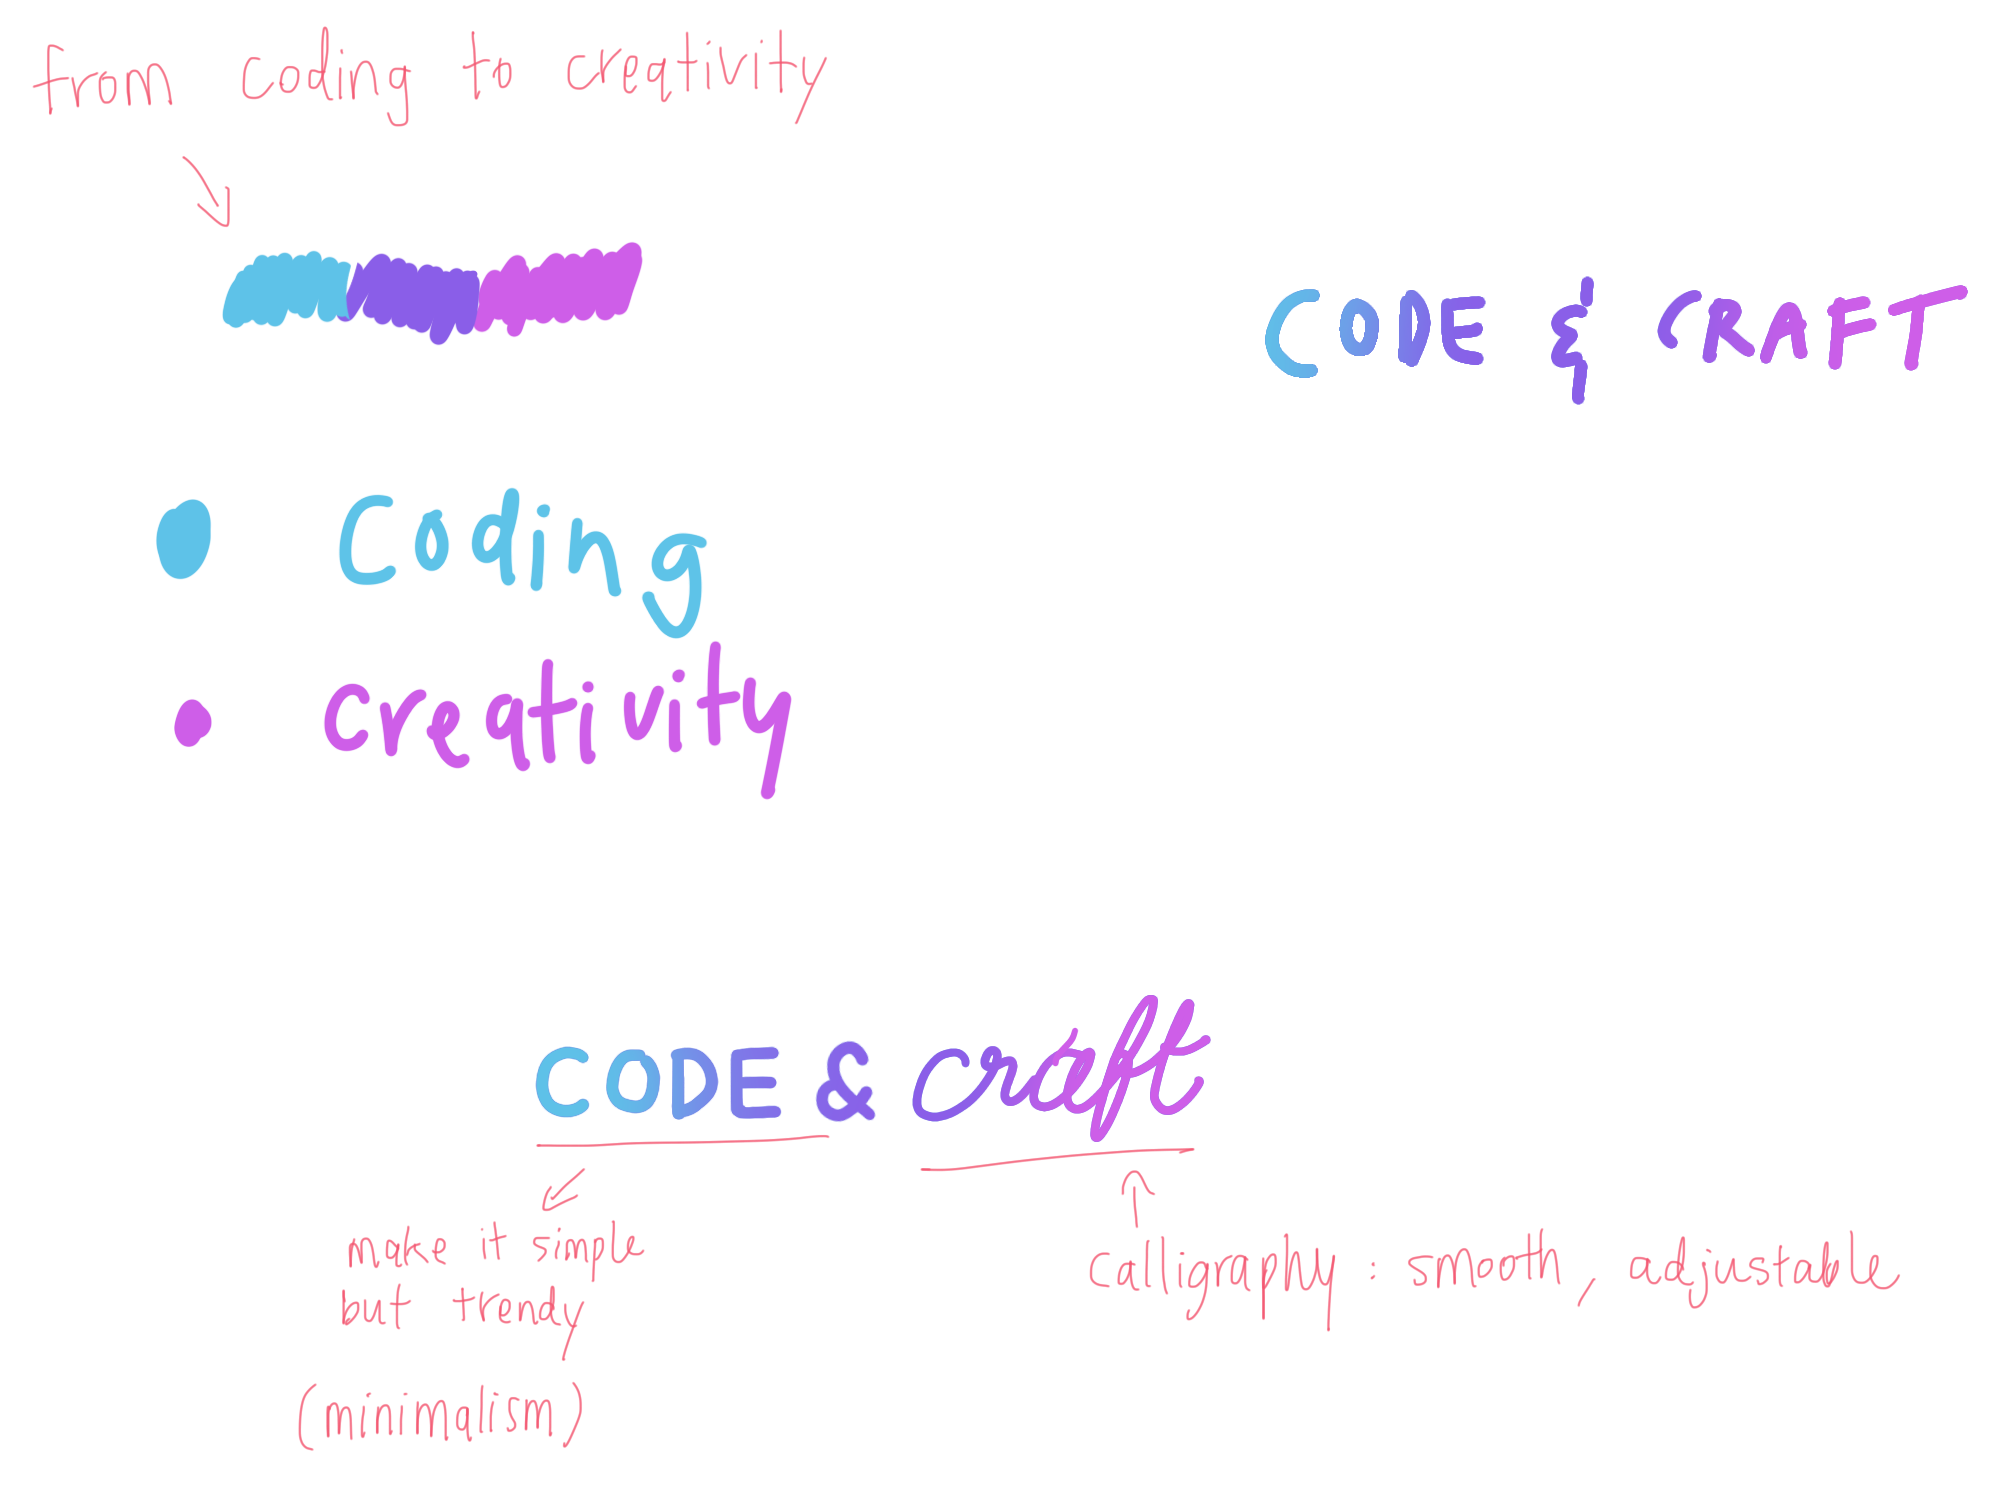 from coding to creativity
CODE & CRAFT
Coding
creativity
CODE & craft
make it simple
but trendy
(minimalism)
calligraphy : smooth, adjustable